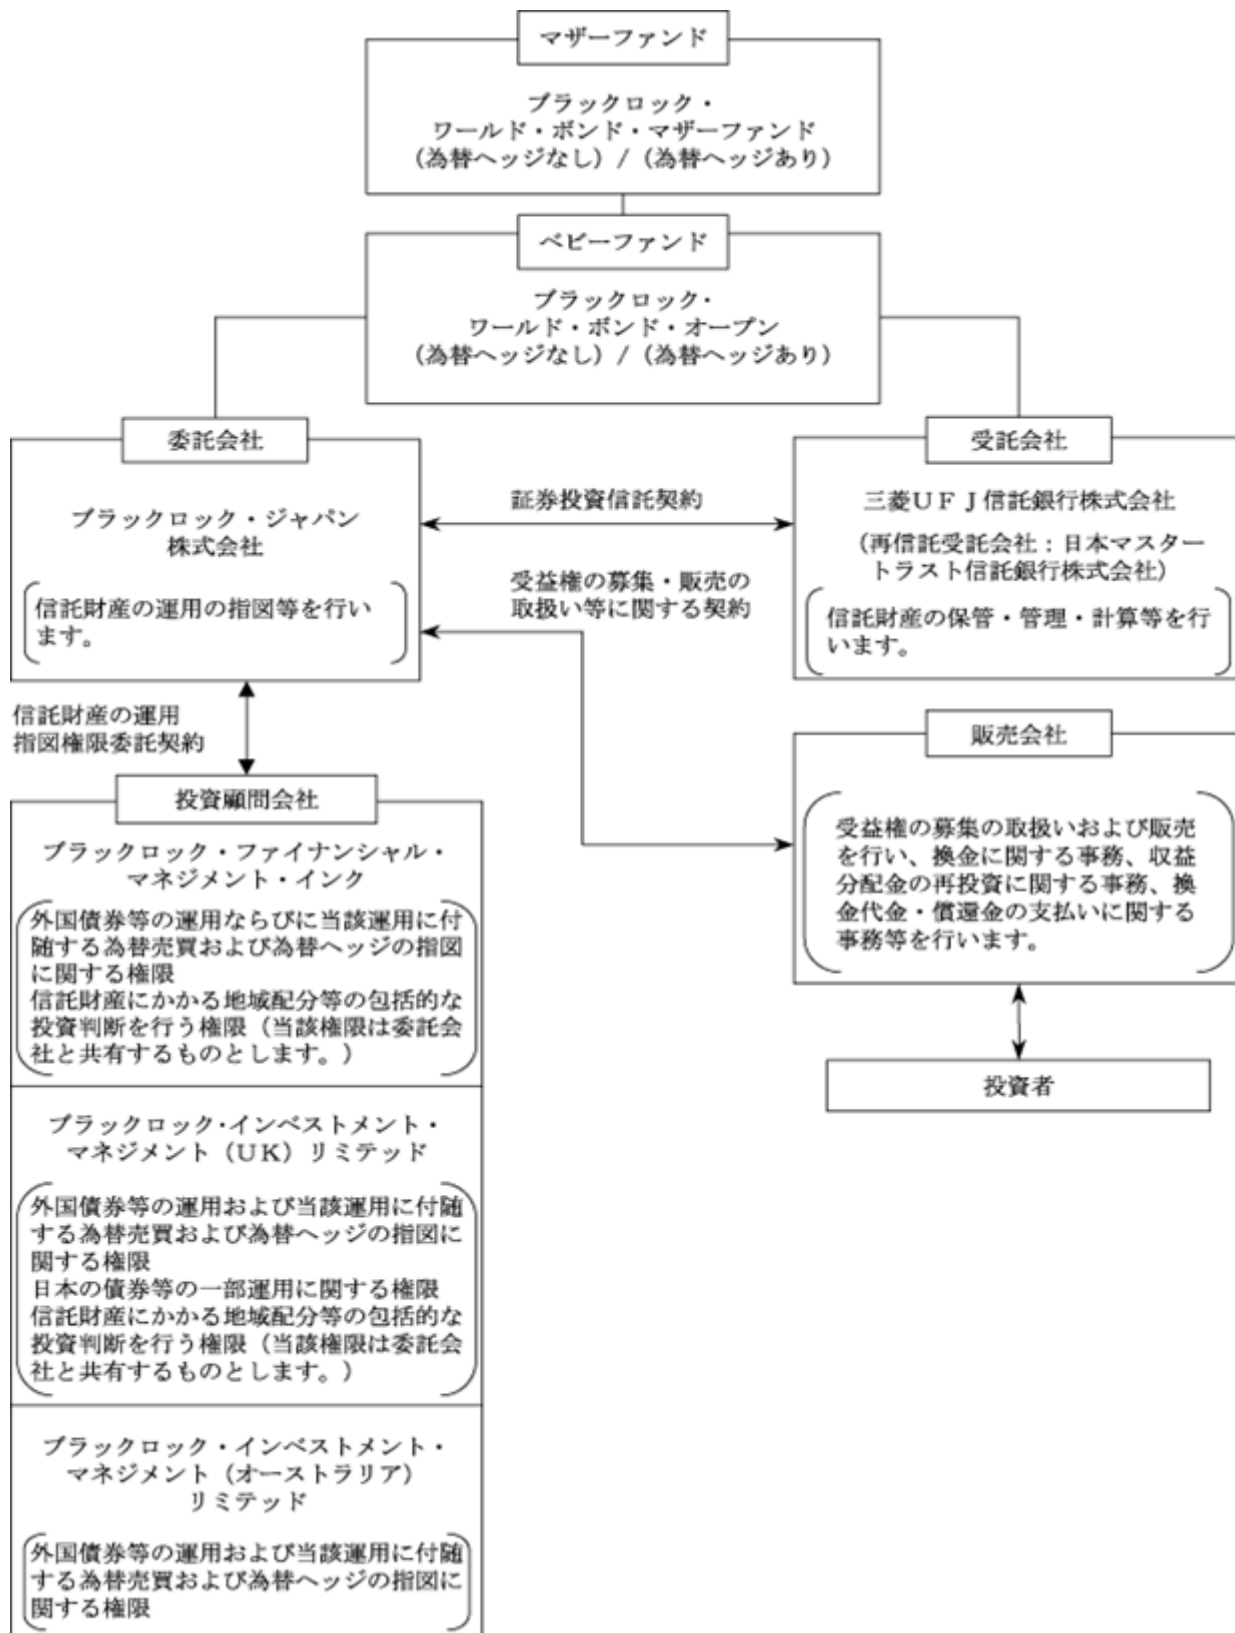 マザーファンド
ブラックロック・
ワールド・ボンド・マザーファンド
（為替ヘッジなし）/（為替ヘッジあり）
ベビーファンド
ブラックロック・
ワールド・ボンド・オープン
（為替ヘッジなし）/（為替ヘッジあり）
委託会社
ブラックロック・ジャパン
株式会社
信託財産の運用の指図等を行い
ます。
証券投資信託契約
受益権の募集・販売の
取扱い等に関する契約
受託会社
三菱ＵＦＪ信託銀行株式会社
（再信託受託会社：日本マスター
トラスト信託銀行株式会社）
信託財産の保管・管理・計算等を行
います。
信託財産の運用
指図権限委託契約
販売会社
受益権の募集の取扱いおよび販売
を行い、換金に関する事務、収益
分配金の再投資に関する事務、換
金代金・償還金の支払いに関する
事務等を行います。
投資者
投資顧問会社
ブラックロック・ファイナンシャル・
マネジメント・インク
外国債券等の運用ならびに当該運用に付
随する為替売買および為替ヘッジの指図
に関する権限
信託財産にかかる地域配分等の包括的な
投資判断を行う権限（当該権限は委託会
社と共有するものとします。）
ブラックロック・インベストメント・
マネジメント（ＵＫ）リミテッド
外国債券等の運用および当該運用に付随
する為替売買および為替ヘッジの指図に
関する権限
日本の債券等の一部運用に関する権限
信託財産にかかる地域配分等の包括的な
投資判断を行う権限（当該権限は委託会
社と共有するものとします。）
ブラックロック・インベストメント・
マネジメント（オーストラリア）
リミテッド
外国債券等の運用および当該運用に付随
する為替売買および為替ヘッジの指図に
関する権限